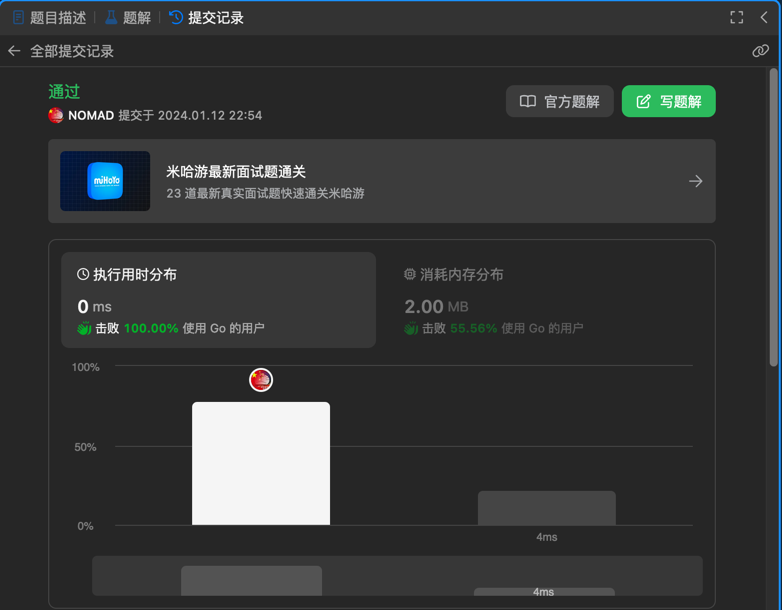 题目描述 题解 提交记录
全部提交记录
通过
NOMAD 提交于 2024.01.12 22:54
官方题解
写题解
miHoYo
米哈游最新面试题通关
23 道最新真实面试题快速通关米哈游
执行用时分布
0 ms
击败 100.00% 使用 Go 的用户
消耗内存分布
2.00 MB
击败 55.56% 使用 Go 的用户
100%
50%
0%
4ms
4ms